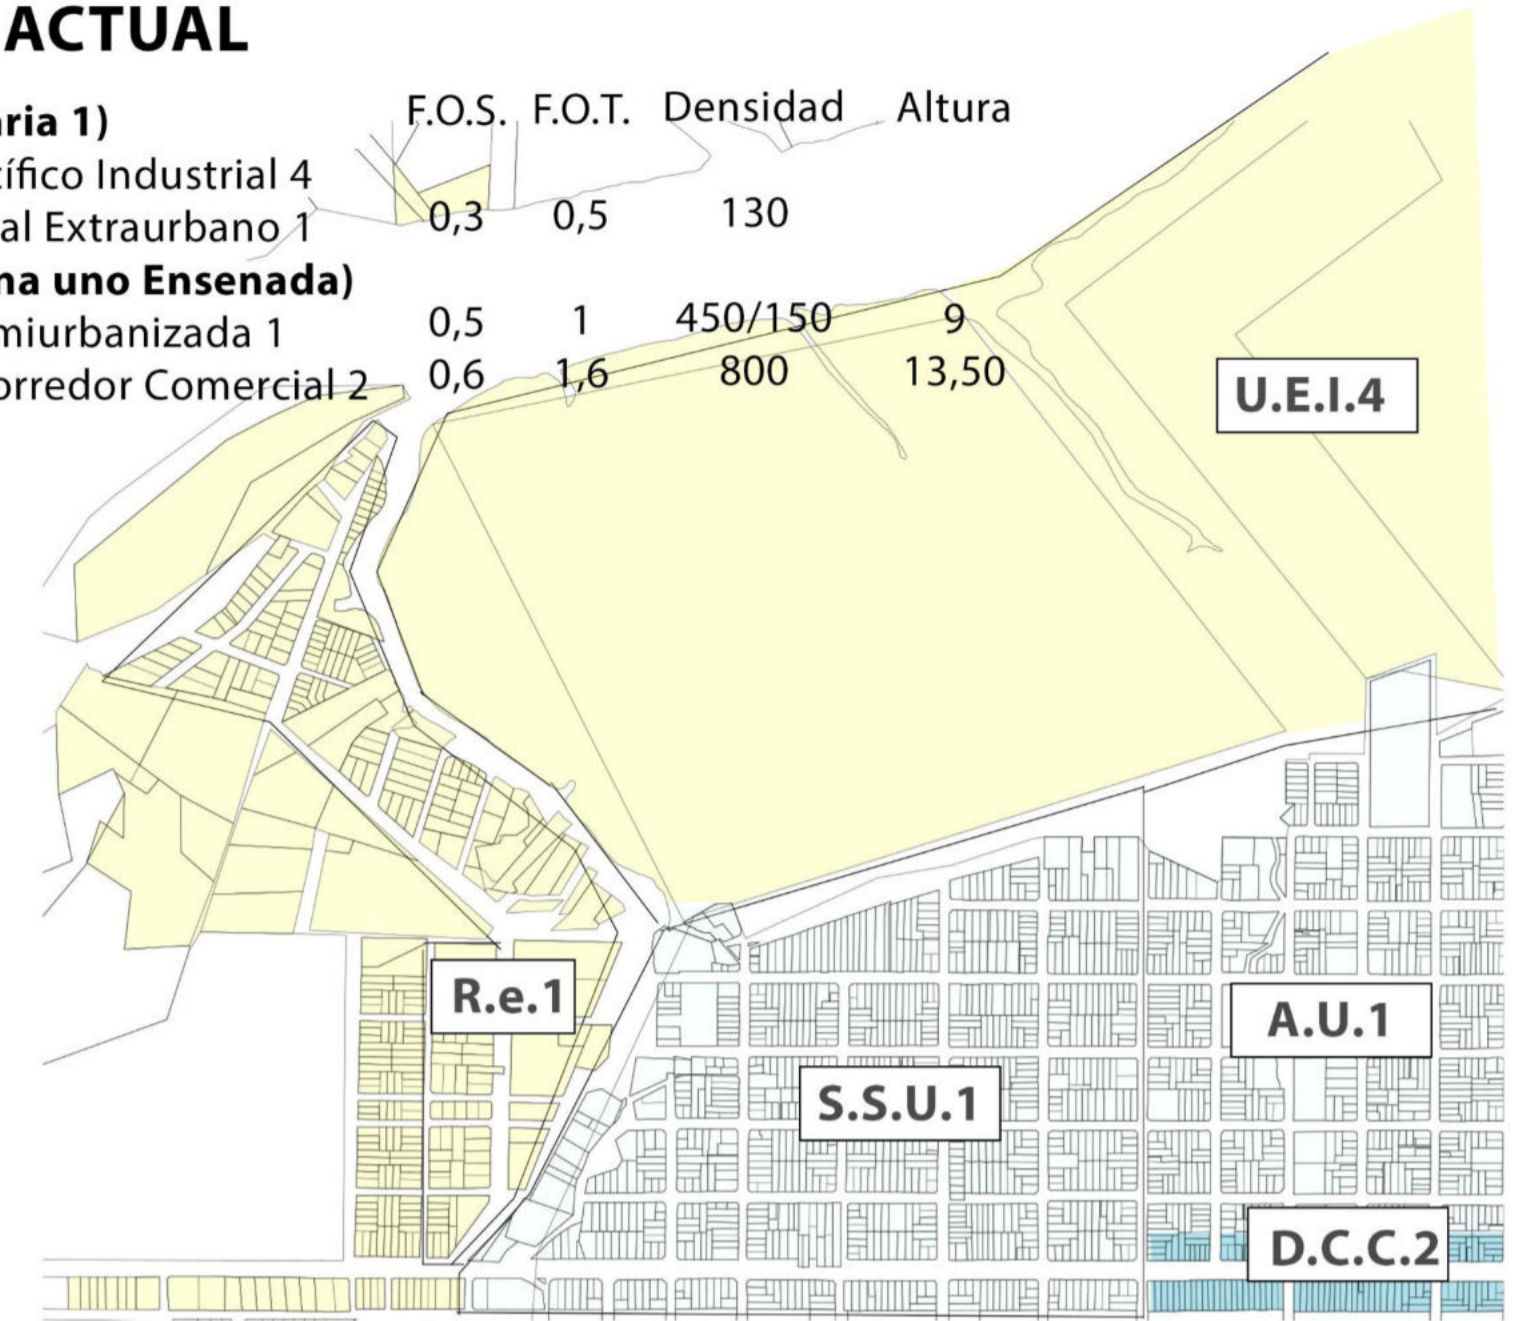 ACTUAL
F.O.S. F.O.T. Densidad Altura
aria 1)
cífico Industrial 4
al Extraurbano 1 0,3 0,5 130
na uno Ensenada)
miurbanizada 1 0,5 1 450/150 9
orredor Comercial 2 0,6 1,6 800 13,50
U.E.I.4
R.e.1
A.U.1
S.S.U.1
D.C.C.2